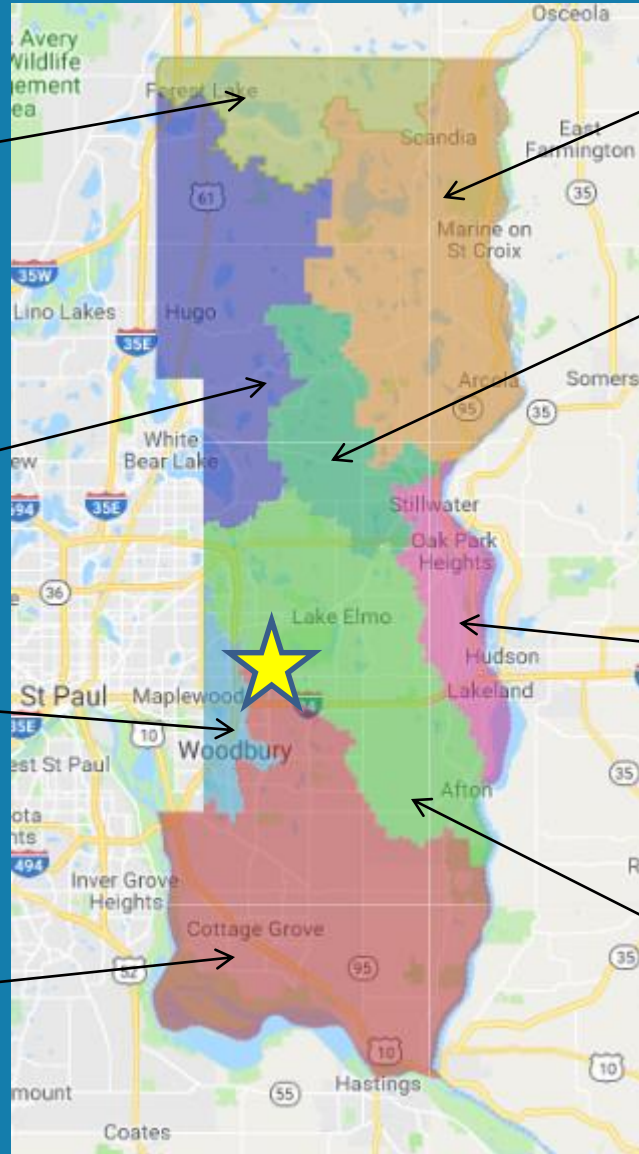 Osceola
s Avery
Wildlife
gement
ea
Forest Lake
Scandia
East
Farmington
35
61
Marine on
St Croix
35W
Lino Lakes
Hugo
35E
Arcola
Somers
95
35
White
Bear Lake
ew
694
35E
Stillwater
Oak Park
Heights
36
Lake Elmo
Hudson
St Paul
Maplewood
Lakeland
35E
10
Woodbury
est St Paul
35
Afton
ota
hts
494
R
Inver Grove
Heights
Cottage Grove
52
95
35
10
10
mount
55
Hastings
Coates